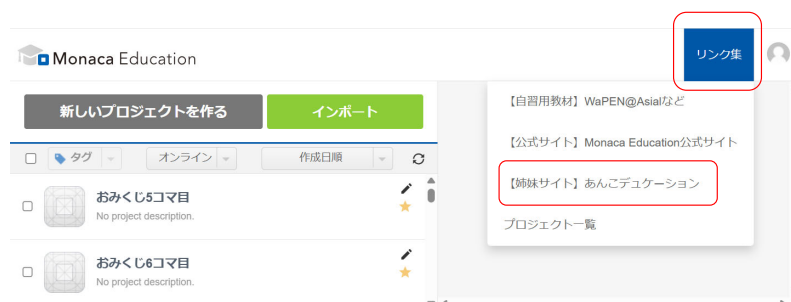 Monaca Education
リンク集
新しいプロジェクトを作る
インポート
タグ
オンライン
作成日順
おみくじ5コマ目
No project description.
おみくじ6コマ目
No project description.
【自習用教材】WaPEN@Asialなど
【公式サイト】Monaca Education公式サイト
【姉妹サイト】あんこデュケーション
プロジェクト一覧